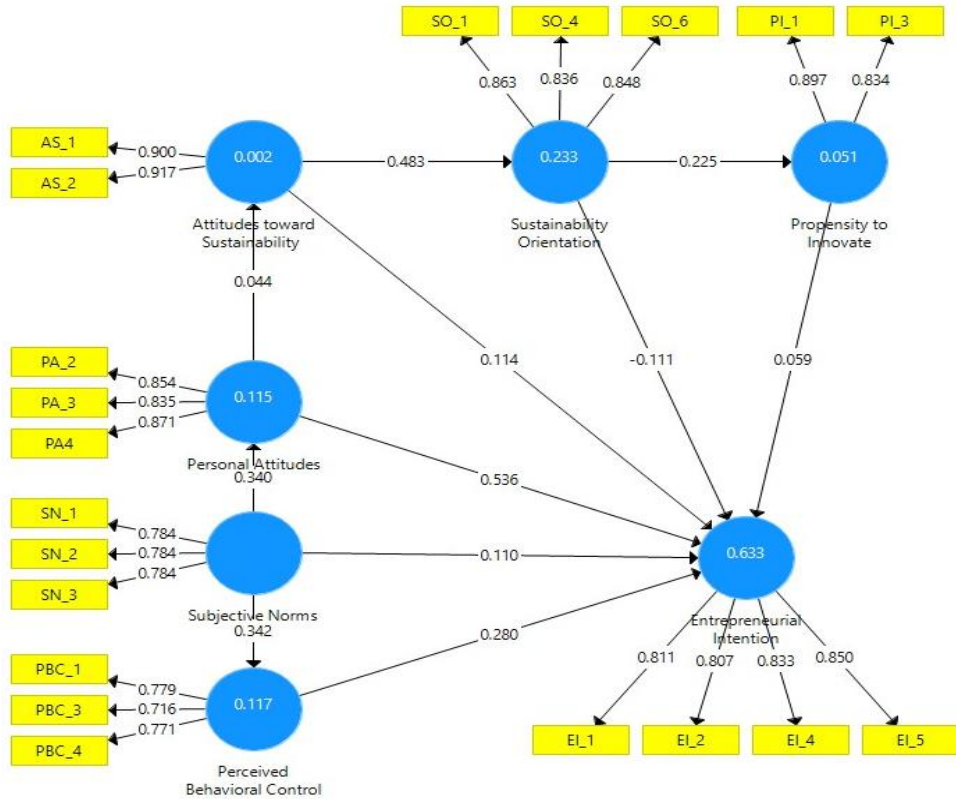 SO_1
SO_4
SO_6
PI_1
PI_3
0.863
0.836
0.848
0.897
0.834
AS_1
AS_2
0.900
0.917
0.002
0.483
0.233
0.225
0.051
Attitudes toward
Sustainability
Sustainability
Orientation
Propensity to
Innovate
0.044
0.114
-0.111
0.059
PA_2
PA_3
PA4
0.854
0.835
0.871
0.115
Personal Attitudes
0.340
0.536
SN_1
SN_2
SN_3
0.784
0.784
0.784
0.110
0.633
Subjective Norms
0.342
0.280
Entrepreneurial
Intention
PBC_1
PBC_3
PBC_4
0.779
0.716
0.771
0.117
Perceived
Behavioral Control
0.811
0.807
0.833
0.850
EI_1
EI_2
EI_4
EI_5